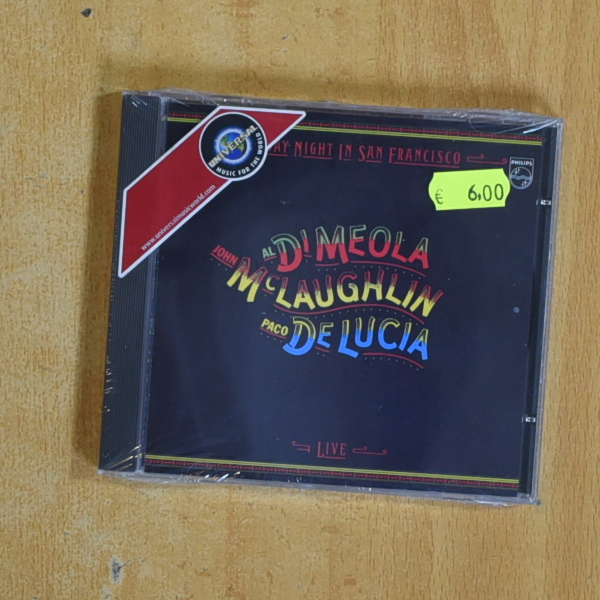 UNIVERSAL
MUSIC FOR THE WORLD
www.universalmusicworld.com
AY NIGHT IN SAN FRANCISCO
PHILIPS
€ 6,00
AL DI MEOLA
JOHN
MCLAUGHLIN
PACO DE LUCIA
LIVE